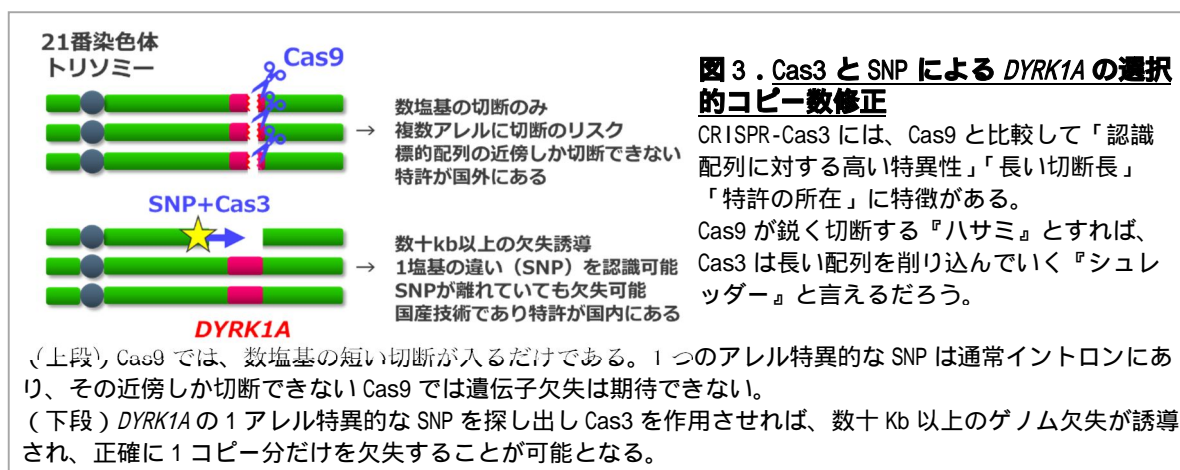 21番染色体
トリソミー
Cas9
数塩基の切断のみ
→ 複数アレルに切断のリスク
標的配列の近傍しか切断できない
特許が国外にある
SNP+Cas3
数十kb以上の欠失誘導
→ 1塩基の違い（SNP）を認識可能
SNPが離れていても欠失可能
国産技術であり特許が国内にある
DYRK1A
図3．Cas3 と SNP による DYRK1A の選択
的コピー数修正
CRISPR-Cas3 には、Cas9 と比較して「認識
配列に対する高い特異性」「長い切断長」
「特許の所在」に特徴がある。
Cas9 が鋭く切断する『ハサミ』とすれば、
Cas3 は長い配列を削り込んでいく『シュレ
ッダー』と言えるだろう。
（上段）Cas9 では、数塩基の短い切断が入るだけである。1 つのアレル特異的な SNP は通常イントロンにあ
り、その近傍しか切断できない Cas9 では遺伝子欠失は期待できない。
（下段）DYRK1A の 1 アレル特異的な SNP を探し出し Cas3 を作用させれば、数十 Kb 以上のゲノム欠失が誘導
され、正確に 1 コピー分だけを欠失することが可能となる。